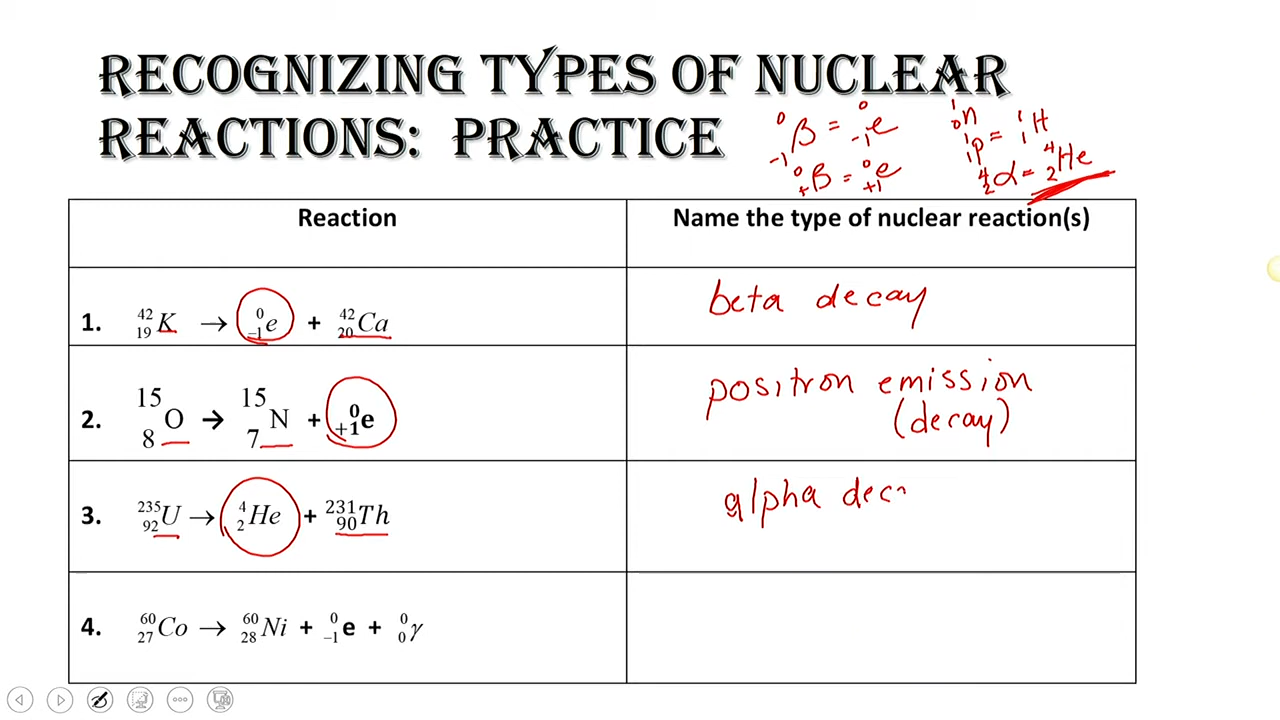 RECOGNIZING TYPES OF NUCLEAR
REACTIONS: PRACTICE
⁰₋₁β = ⁰₋₁e
⁰₊β = ⁰₊₁e
¹₀n
¹₁p = ¹₁H
⁴₂α = ⁴₂He
Reaction
Name the type of nuclear reaction(s)
1. ⁴²₁₉K → ⁰₋₁e + ⁴²₂₀Ca
beta decay
2. ¹⁵₈O → ¹⁵₇N + ⁰₊₁e
positron emission
(decay)
3. ²³⁵₉₂U → ⁴₂He + ²³¹₉₀Th
alpha dec
4. ⁶⁰₂₇Co → ⁶⁰₂₈Ni + ⁰₋₁e + ⁰₀γ